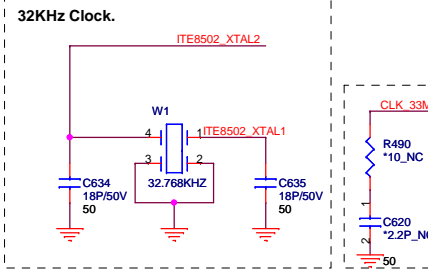 32KHz Clock.
ITE8502_XTAL2
W1
4
1
ITE8502_XTAL1
3
2
32.768KHZ
C634
18P/50V
50
C635
18P/50V
50
CLK_33M
R490
*10_NC
1
C620
*2.2P_NC
2
50